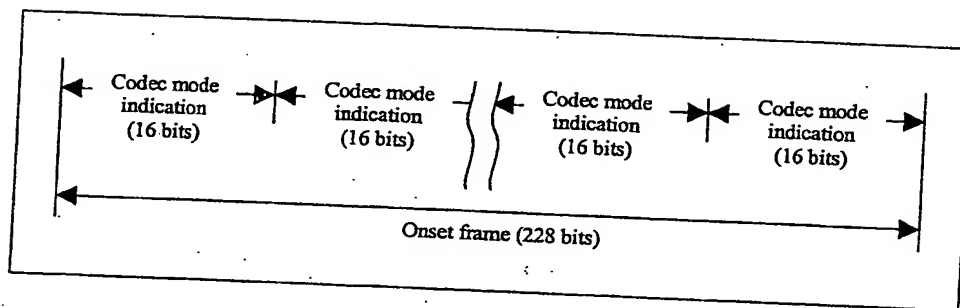 Codec mode
indication
(16 bits)
Codec mode
indication
(16 bits)
Codec mode
indication
(16 bits)
Codec mode
indication
(16 bits)
Onset frame (228 bits)